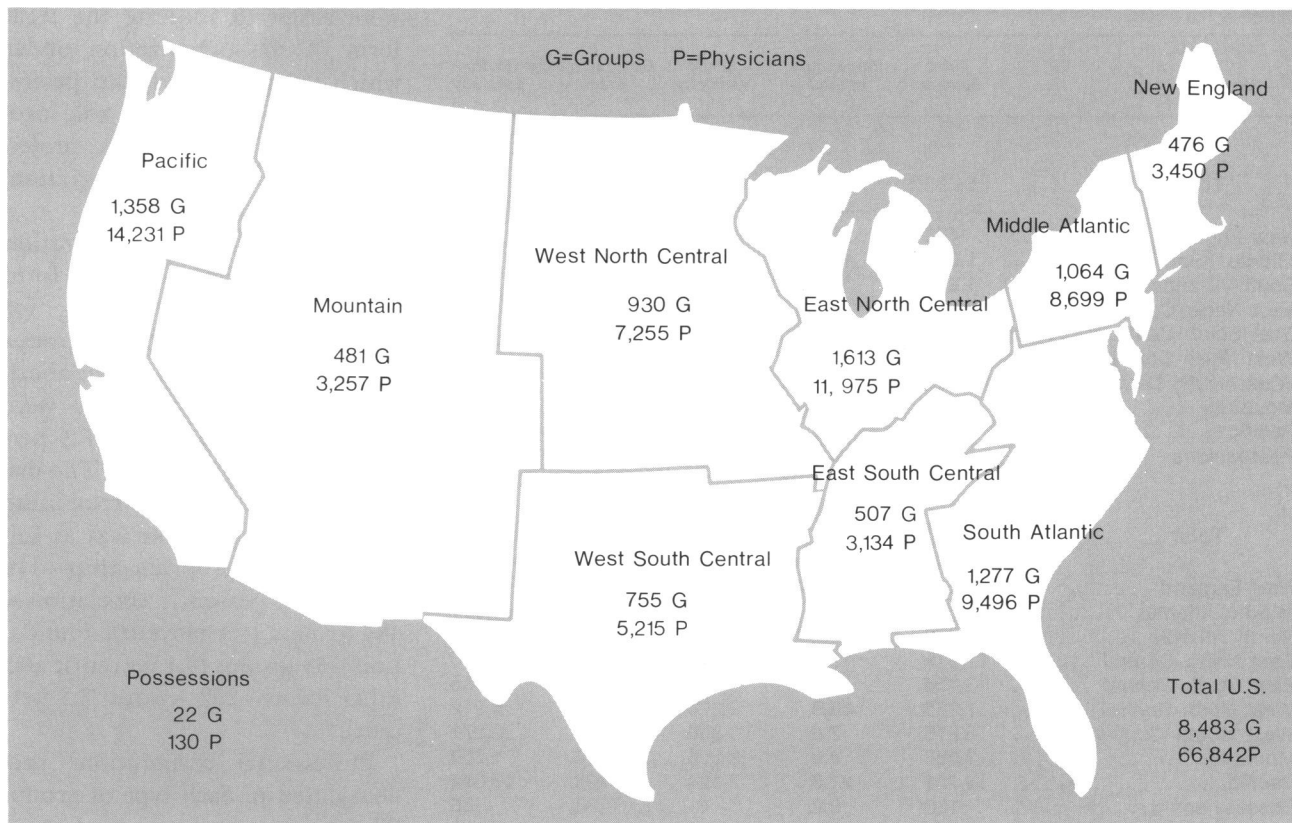 G=Groups P=Physicians
New England
476 G
3,450 P
Pacific
1,358 G
14,231 P
Middle Atlantic
1,064 G
8,699 P
West North Central
930 G
7,255 P
East North Central
1,613 G
11, 975 P
Mountain
481 G
3,257 P
East South Central
507 G
3,134 P
South Atlantic
1,277 G
9,496 P
West South Central
755 G
5,215 P
Possessions
22 G
130 P
Total U.S.
8,483 G
66,842P